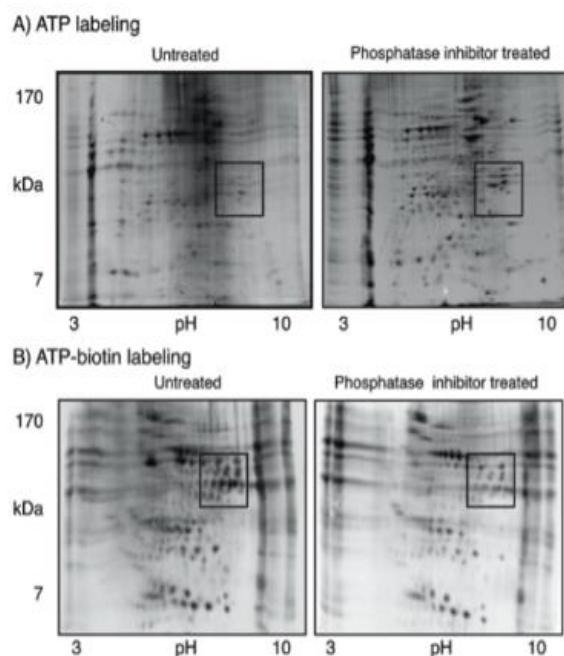 A) ATP labeling
Untreated
Phosphatase inhibitor treated
170
kDa
7
3 pH 10
3 pH 10
B) ATP-biotin labeling
Untreated
Phosphatase inhibitor treated
170
kDa
7
3 pH 10
3 pH 10